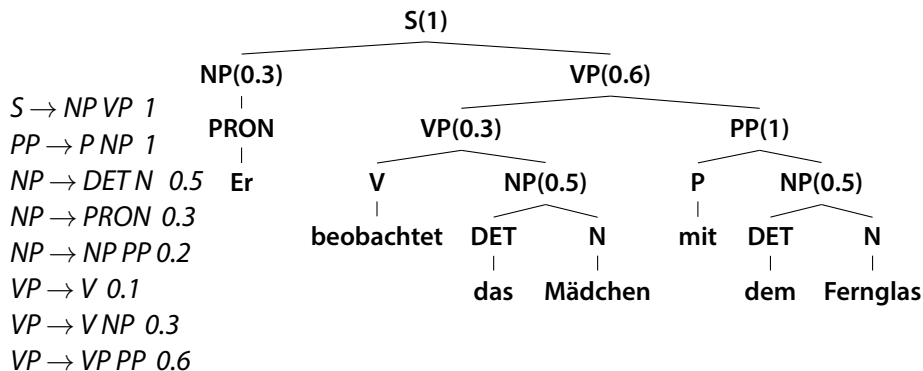 S(1)
NP(0.3) VP(0.6)
S → NP VP 1
PRON VP(0.3) PP(1)
PP → P NP 1
NP → DET N 0.5
Er V NP(0.5) P NP(0.5)
NP → PRON 0.3
beobachtet DET N mit DET N
NP → NP PP 0.2
das Mädchen dem Fernglas
VP → V 0.1
VP → V NP 0.3
VP → VP PP 0.6